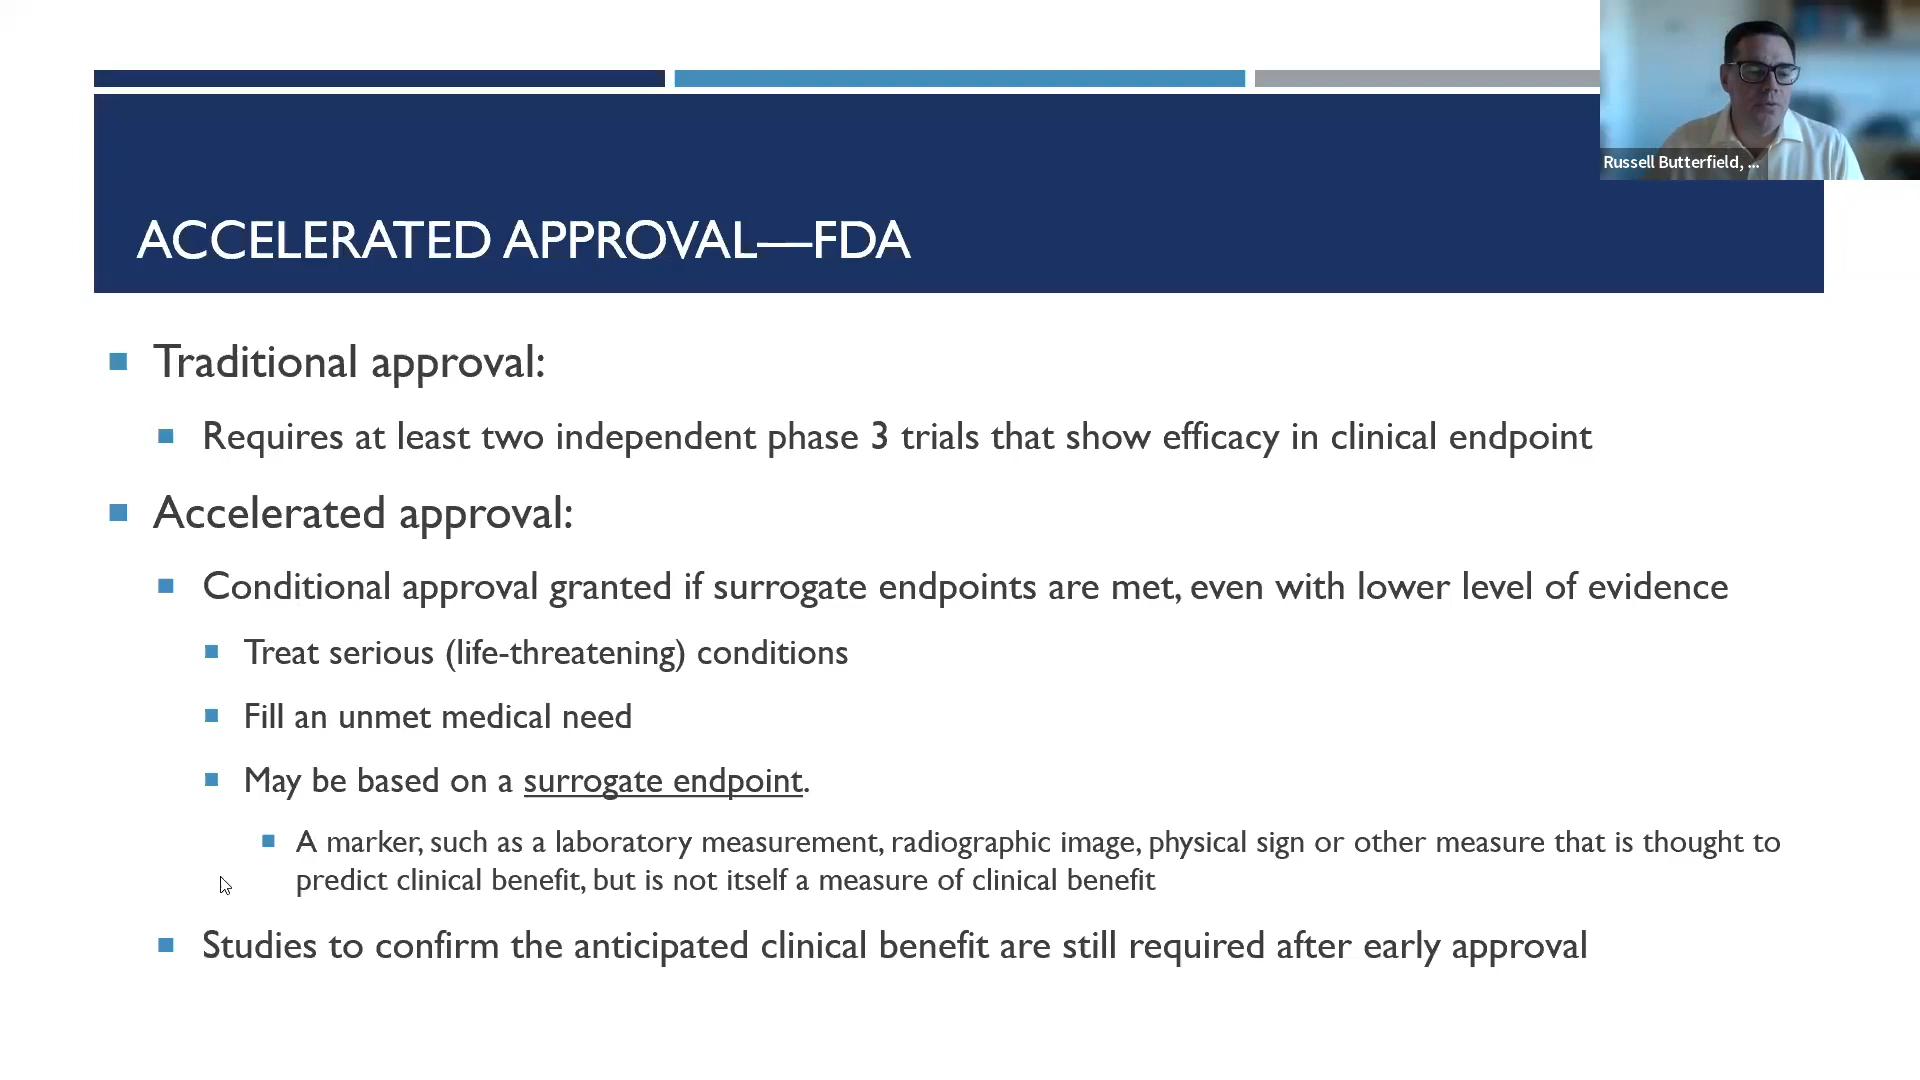 Russell Butterfield, ...
ACCELERATED APPROVAL—FDA
Traditional approval:
Requires at least two independent phase 3 trials that show efficacy in clinical endpoint
Accelerated approval:
Conditional approval granted if surrogate endpoints are met, even with lower level of evidence
Treat serious (life-threatening) conditions
Fill an unmet medical need
May be based on a surrogate endpoint.
A marker, such as a laboratory measurement, radiographic image, physical sign or other measure that is thought to
predict clinical benefit, but is not itself a measure of clinical benefit
Studies to confirm the anticipated clinical benefit are still required after early approval